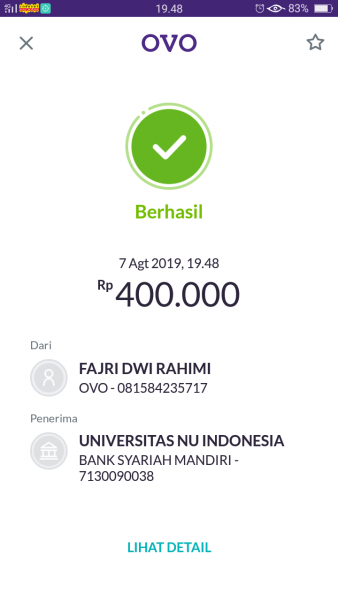 19.48
83%
OVO
Berhasil
7 Agt 2019, 19.48
Rp 400.000
Dari
FAJRI DWI RAHIMI
OVO - 081584235717
Penerima
UNIVERSITAS NU INDONESIA
BANK SYARIAH MANDIRI -
7130090038
LIHAT DETAIL